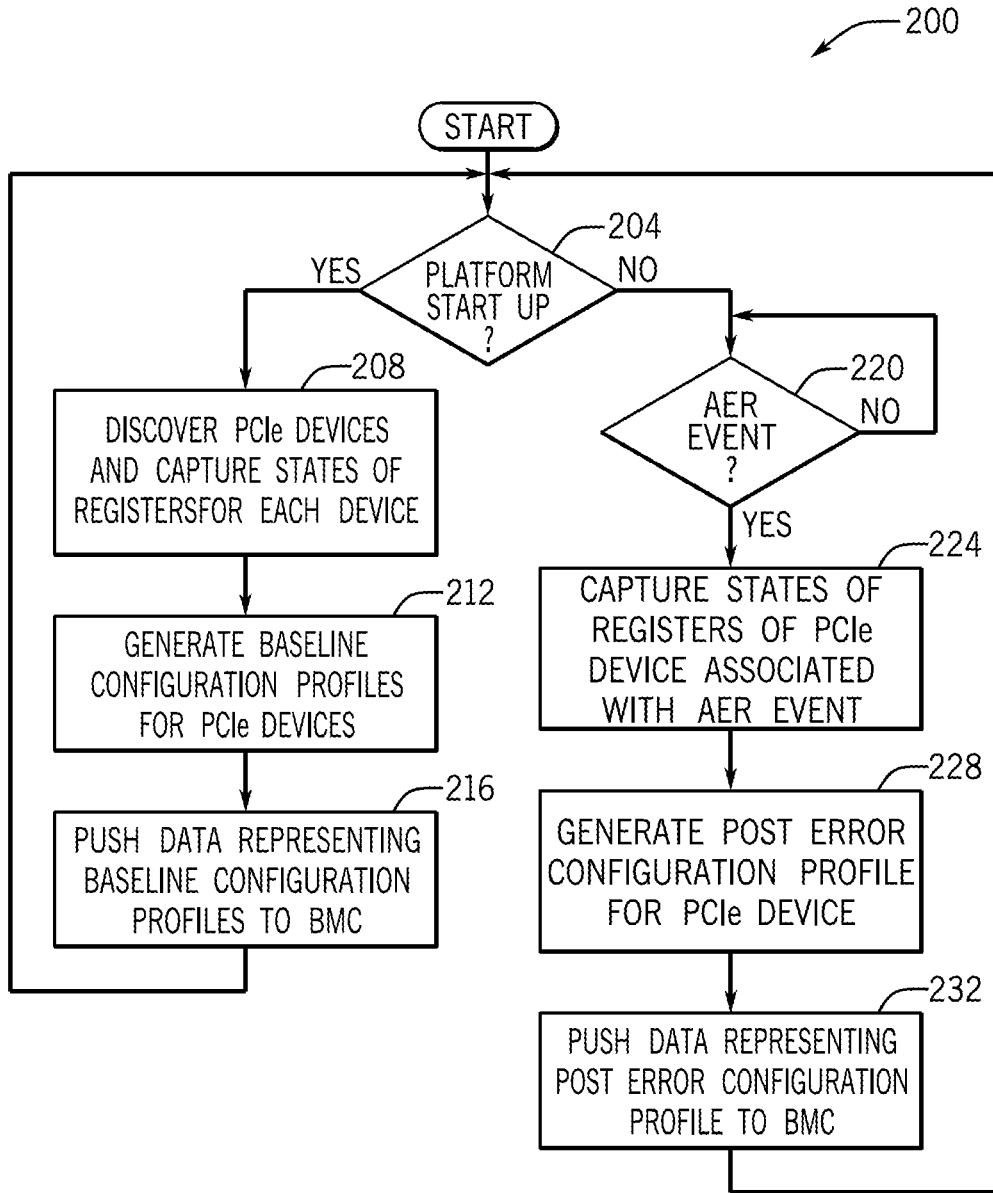 200
START
204
YES
PLATFORM
START UP
?
NO
208
DISCOVER PCIe DEVICES
AND CAPTURE STATES OF
REGISTERSFOR EACH DEVICE
212
GENERATE BASELINE
CONFIGURATION PROFILES
FOR PCIe DEVICES
216
PUSH DATA REPRESENTING
BASELINE CONFIGURATION
PROFILES TO BMC
220
AER
EVENT
?
NO
YES
224
CAPTURE STATES OF
REGISTERS OF PCIe
DEVICE ASSOCIATED
WITH AER EVENT
228
GENERATE POST ERROR
CONFIGURATION PROFILE
FOR PCIe DEVICE
232
PUSH DATA REPRESENTING
POST ERROR CONFIGURATION
PROFILE TO BMC